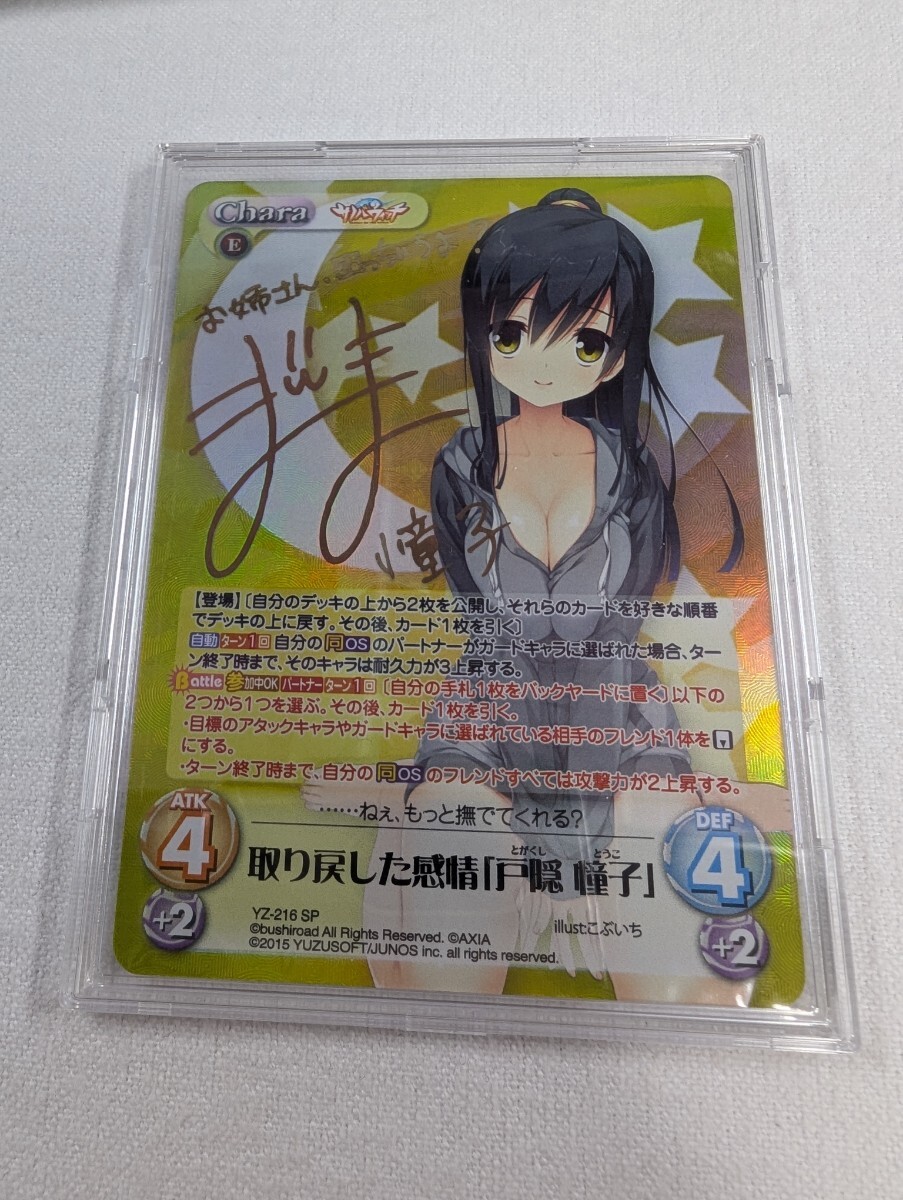 Chara
サノバウィッチ
E
お姉さん・
憧子
【登場】〔自分のデッキの上から2枚を公開し、それらのカードを好きな順番
でデッキの上に戻す。その後、カード1枚を引く〕
自動 ターン1回 自分の同OSのパートナーがガードキャラに選ばれた場合、ター
ン終了時まで、そのキャラは耐久力が3上昇する。
Battle 参加中OK パートナー ターン1回 〔自分の手札1枚をバックヤードに置く〕以下の
2つから1つを選ぶ。その後、カード1枚を引く。
・目標のアタックキャラやガードキャラに選ばれている相手のフレンド1体を
にする。
・ターン終了時まで、自分の同OSのフレンドすべては攻撃力が2上昇する。
……ねぇ、もっと撫でてくれる?
ATK
4
+2
DEF
4
+2
とがくし とうこ
取り戻した感情「戸隠 憧子」
YZ-216 SP
illust:こぶいち
©bushiroad All Rights Reserved. ©AXIA
©2015 YUZUSOFT/JUNOS inc. all rights reserved.